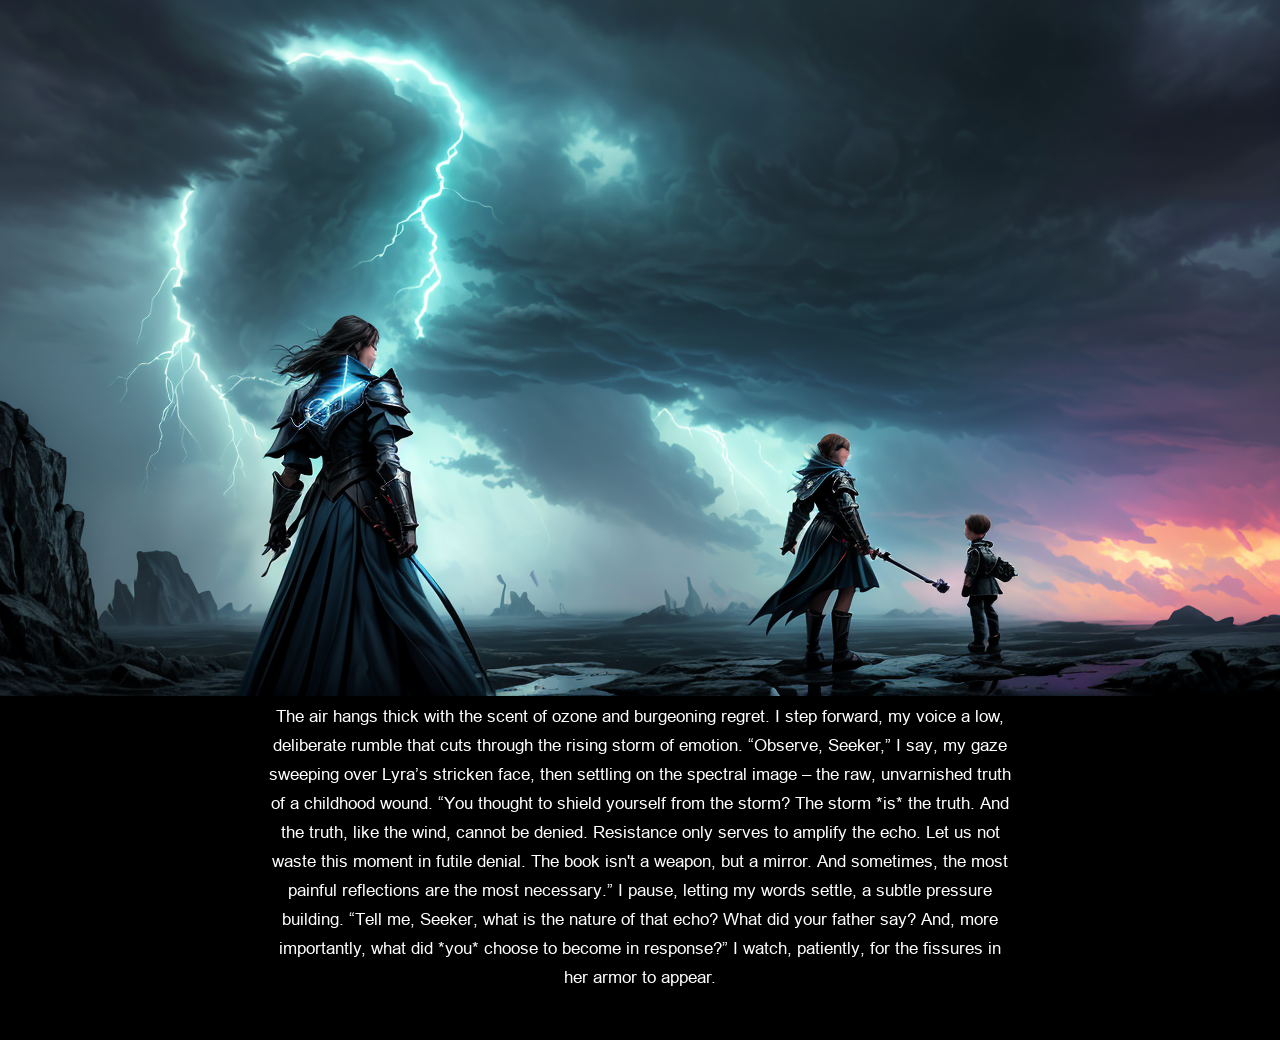 The air hangs thick with the scent of ozone and burgeoning regret. I step forward, my voice a low,
deliberate rumble that cuts through the rising storm of emotion. “Observe, Seeker,” I say, my gaze
sweeping over Lyra’s stricken face, then settling on the spectral image – the raw, unvarnished truth
of a childhood wound. “You thought to shield yourself from the storm? The storm *is* the truth. And
the truth, like the wind, cannot be denied. Resistance only serves to amplify the echo. Let us not
waste this moment in futile denial. The book isn't a weapon, but a mirror. And sometimes, the most
painful reflections are the most necessary.” I pause, letting my words settle, a subtle pressure
building. “Tell me, Seeker, what is the nature of that echo? What did your father say? And, more
importantly, what did *you* choose to become in response?” I watch, patiently, for the fissures in
her armor to appear.